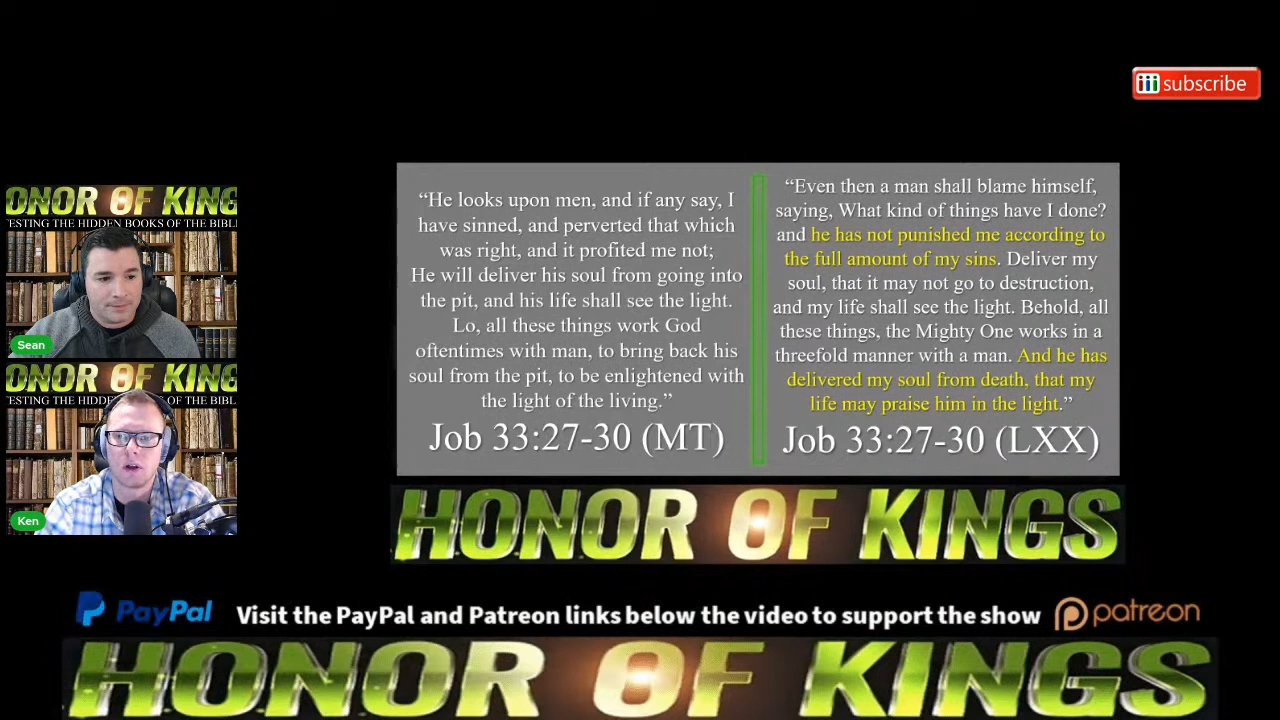 subscribe
ONOR OF KING
TESTING THE HIDDEN BOOKS OF THE BIBL
Sean
ONOR OF KING
TESTING THE HIDDE OF THE BIBL
Ken
“He looks upon men, and if any say, I
have sinned, and perverted that which
was right, and it profited me not;
He will deliver his soul from going into
the pit, and his life shall see the light.
Lo, all these things work God
oftentimes with man, to bring back his
soul from the pit, to be enlightened with
the light of the living.”
Job 33:27-30 (MT)
“Even then a man shall blame himself,
saying, What kind of things have I done?
and he has not punished me according to
the full amount of my sins. Deliver my
soul, that it may not go to destruction,
and my life shall see the light. Behold, all
these things, the Mighty One works in a
threefold manner with a man. And he has
delivered my soul from death, that my
life may praise him in the light.”
Job 33:27-30 (LXX)
HONOR OF KINGS
PayPal Visit the PayPal and Patreon links below the video to support the show patreon
HONOR OF KINGS